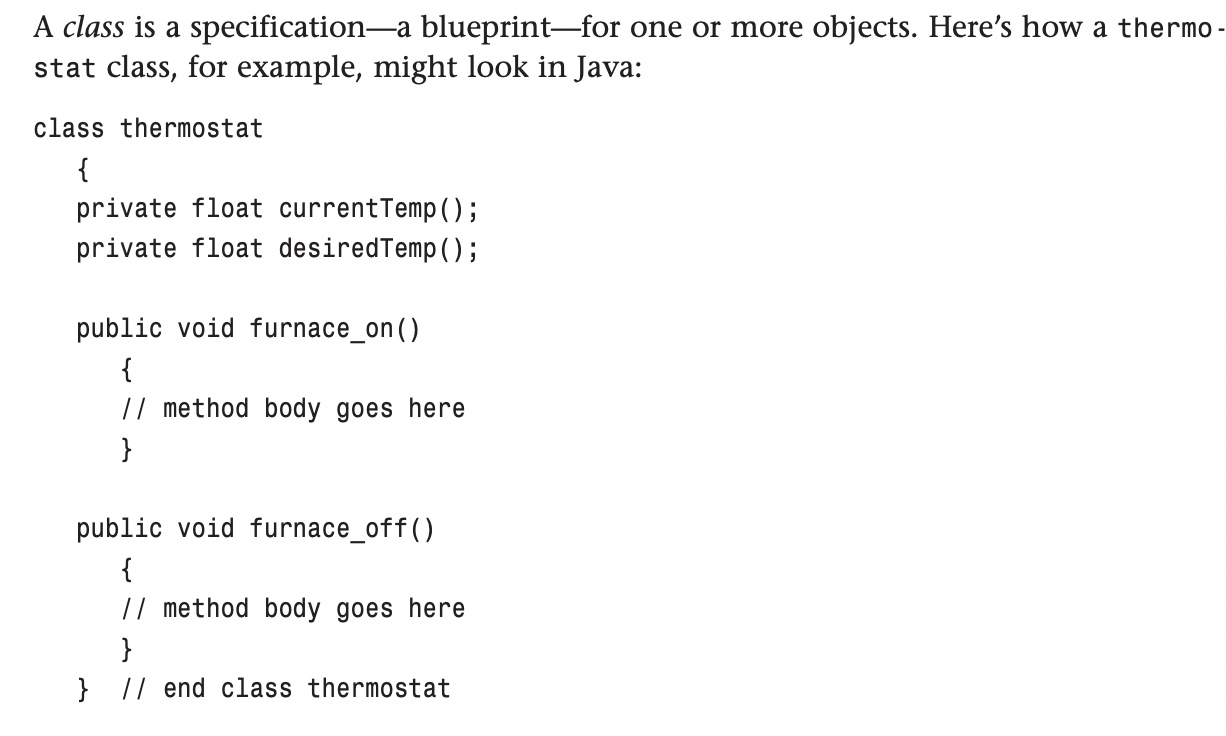 A class is a specification—a blueprint—for one or more objects. Here’s how a thermo-
stat class, for example, might look in Java:
class thermostat
{
private float currentTemp();
private float desiredTemp();
public void furnace_on()
{
// method body goes here
}
public void furnace_off()
{
// method body goes here
}
} // end class thermostat